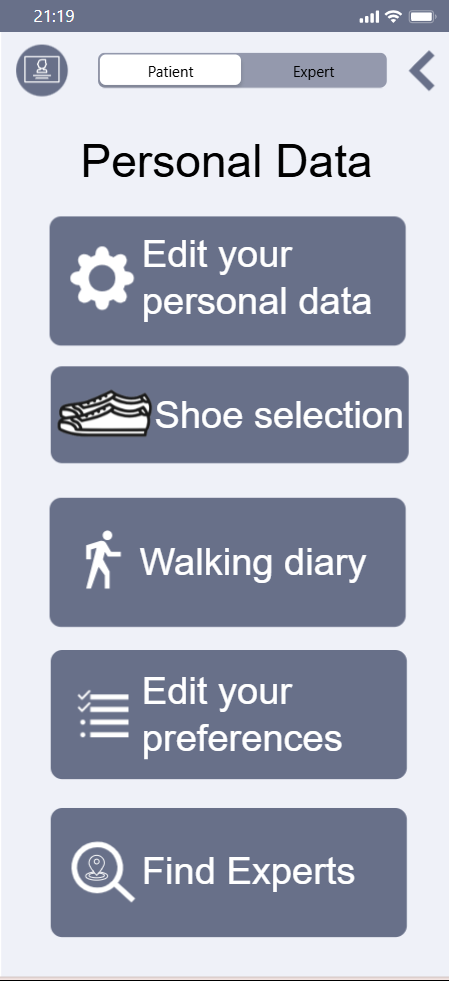 21:19
Patient
Expert
Personal Data
Edit your
personal data
Shoe selection
Walking diary
Edit your
preferences
Find Experts